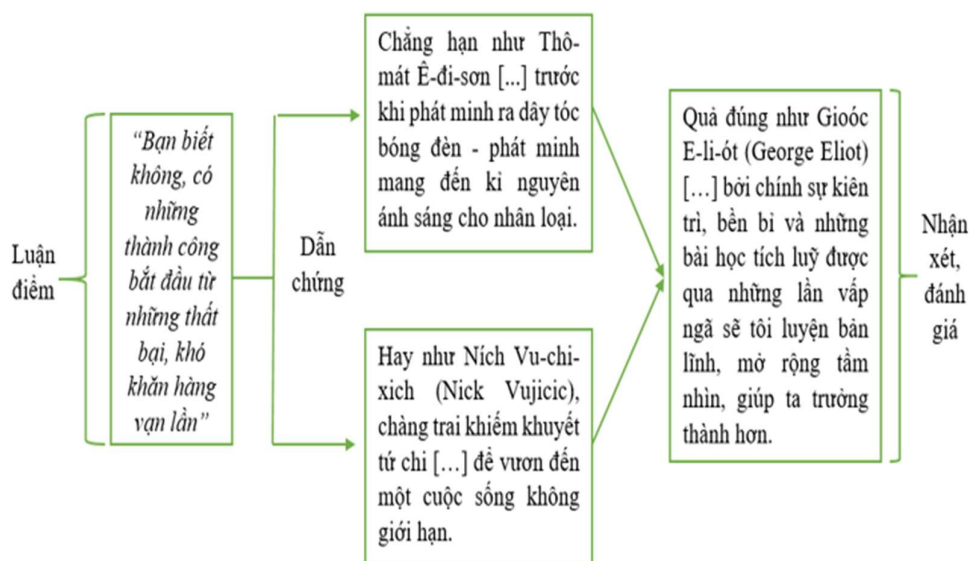 Luận
điểm
“Bạn biết
không, có
những
thành công
bắt đầu từ
những thất
bại, khó
khăn hàng
vạn lần”
Dẫn
chứng
Chẳng hạn như Thô-
mát Ê-đi-sơn [...] trước
khi phát minh ra dây tóc
bóng đèn - phát minh
mang đến kỉ nguyên
ánh sáng cho nhân loại.
Hay như Ních Vu-chi-
xich (Nick Vujicic),
chàng trai khiếm khuyết
tứ chi […] để vươn đến
một cuộc sống không
giới hạn.
Quả đúng như Gioóc
E-li-ót (George Eliot)
[…] bởi chính sự kiên
trì, bền bỉ và những
bài học tích luỹ được
qua những lần vấp
ngã sẽ tôi luyện bản
lĩnh, mở rộng tầm
nhìn, giúp ta trưởng
thành hơn.
Nhận
xét,
đánh
giá